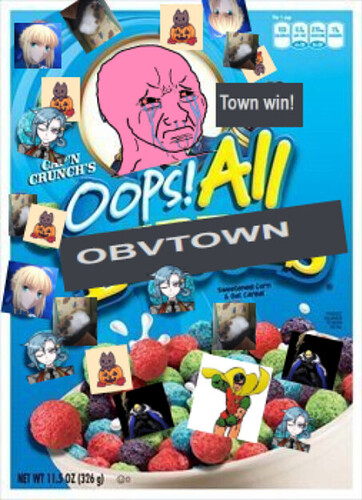 Town win!
CAP'N
CRUNCH'S
OOPS! All
OBVTOWN
Sweetened Corn
& Oat Cereal
NET WT 11.5 OZ (326 g)